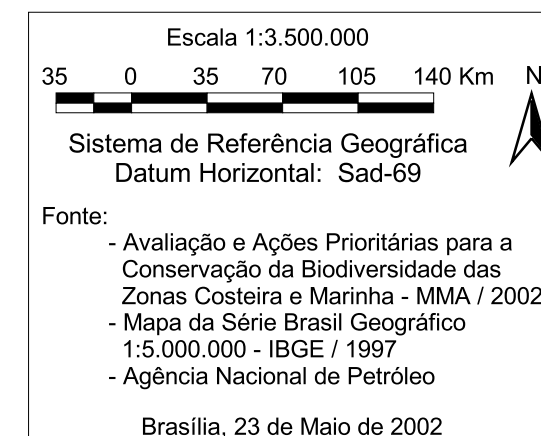 Escala 1:3.500.000
35 0 35 70 105 140 Km N
Sistema de Referência Geográfica
Datum Horizontal: Sad-69
Fonte:
- Avaliação e Ações Prioritárias para a
Conservação da Biodiversidade das
Zonas Costeira e Marinha - MMA / 2002
- Mapa da Série Brasil Geográfico
1:5.000.000 - IBGE / 1997
- Agência Nacional de Petróleo
Brasília, 23 de Maio de 2002